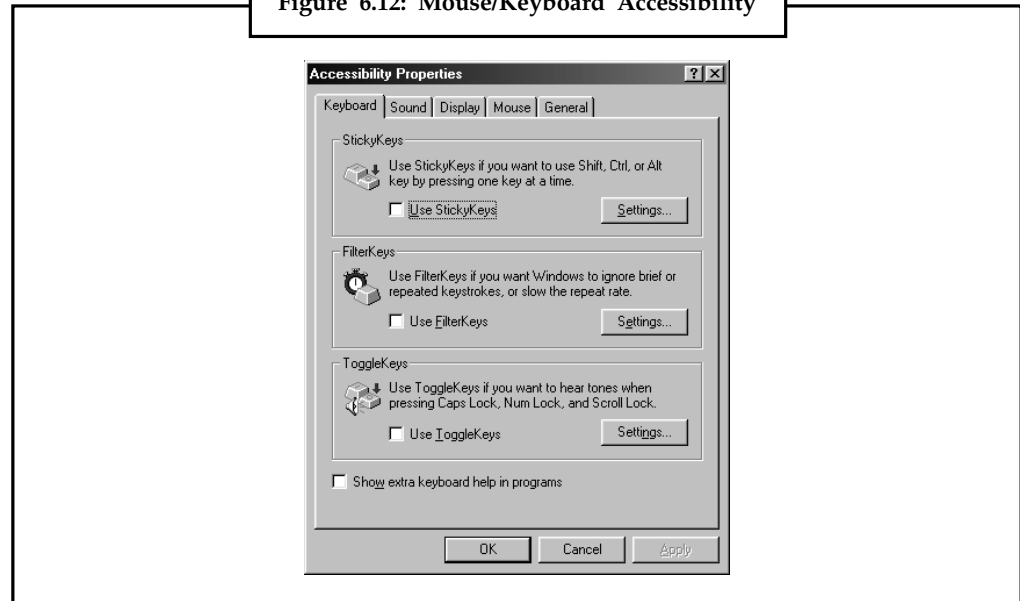 Figure 6.12: Mouse/Keyboard Accessibility
Accessibility Properties
Keyboard Sound Display Mouse General
StickyKeys
Use StickyKeys if you want to use Shift, Ctrl, or Alt
key by pressing one key at a time.
Use StickyKeys Settings...
FilterKeys
Use FilterKeys if you want Windows to ignore brief or
repeated keystrokes, or slow the repeat rate.
Use FilterKeys Settings...
ToggleKeys
Use ToggleKeys if you want to hear tones when
pressing Caps Lock, Num Lock, and Scroll Lock.
Use ToggleKeys Settings...
Show extra keyboard help in programs
OK Cancel Apply